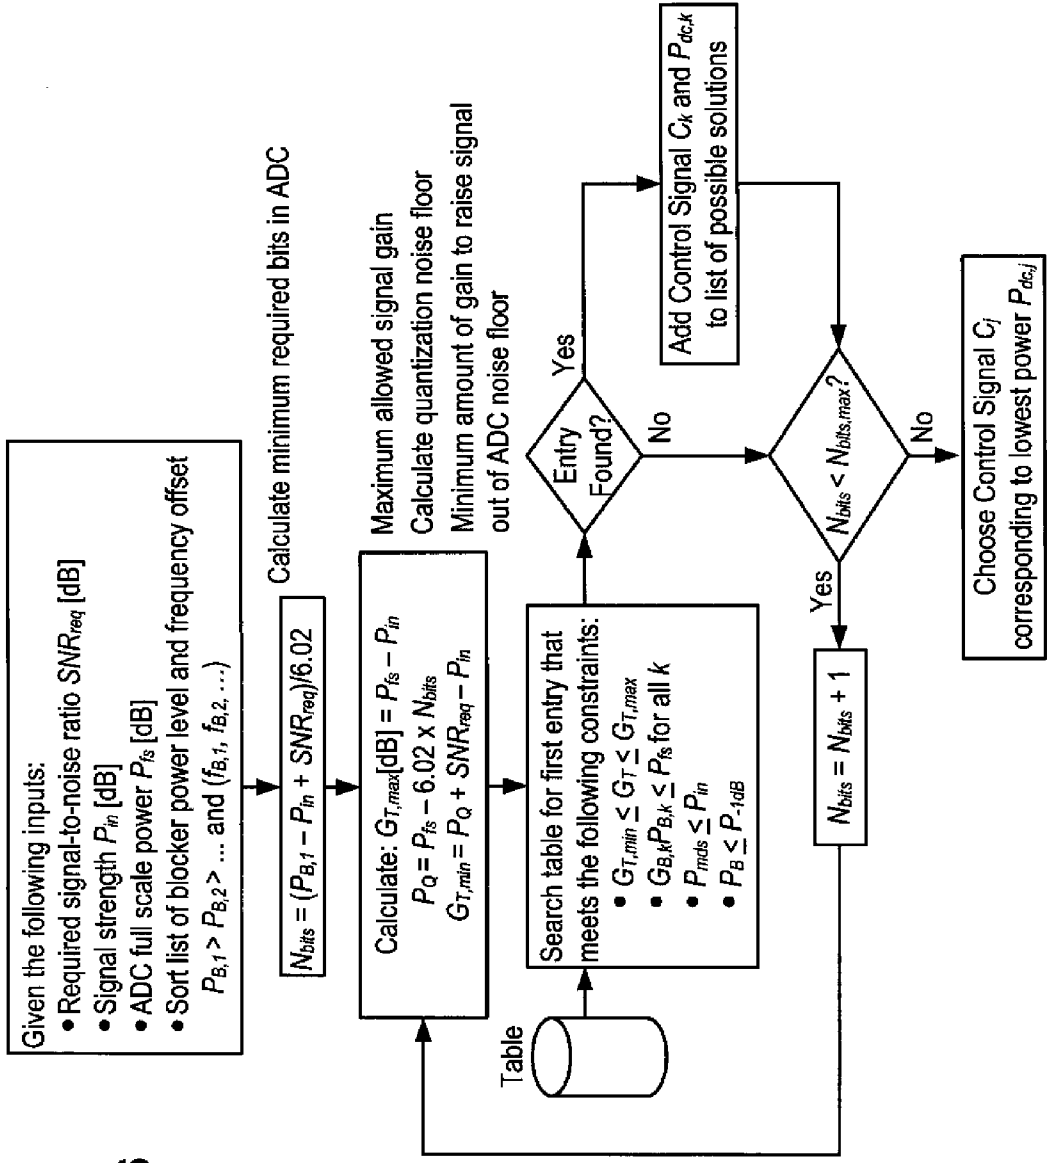 Given the following inputs:
• Required signal-to-noise ratio SNRreq [dB]
• Signal strength Pin [dB]
• ADC full scale power Pfs [dB]
• Sort list of blocker power level and frequency offset
PB,1 > PB,2 > ... and (fB,1, fB,2 ...)
Nbits = (PB,1 − Pin + SNRreq)/6.02
Calculate minimum required bits in ADC
Calculate: GT,max[dB] = Pfs − Pin
PQ = Pfs − 6.02 x Nbits
GT,min = PQ + SNRreq − Pin
Maximum allowed signal gain
Calculate quantization noise floor
Minimum amount of gain to raise signal
out of ADC noise floor
Table
Search table for first entry that
meets the following constraints:
• GT,min ≤ GT ≤ GT,max
• GB,kPB,k ≤ Pfs for all k
• Pmds ≤ Pin
• PB ≤ P-1dB
Entry
Found?
Yes
No
Add Control Signal Ck and Pdc,k
to list of possible solutions
Nbits < Nbits,max?
Yes
No
Nbits = Nbits + 1
Choose Control Signal Cj
corresponding to lowest power Pdc,j